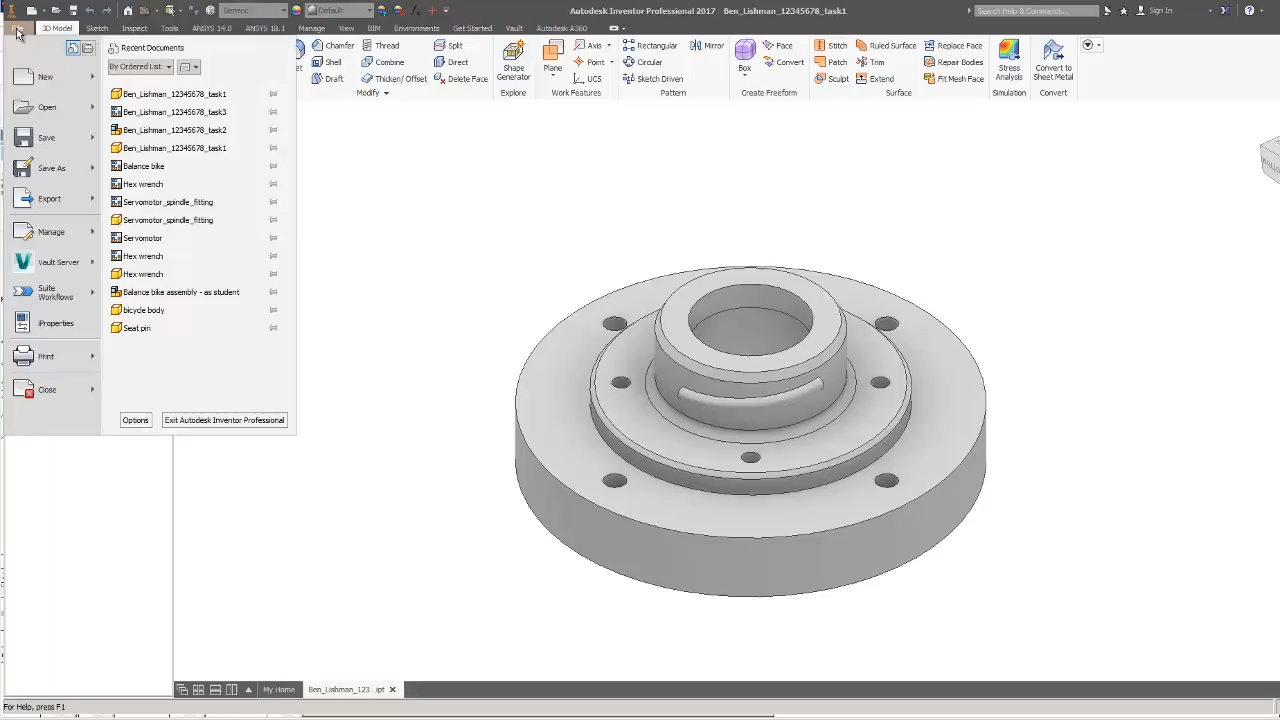 Generic
Default
Autodesk Inventor Professional 2017 Ben_Lishman_12345678_task1
Search Help & Commands...
Sign In
3D Model
Sketch
Inspect
Tools
ANSYS 14.0
ANSYS 18.1
Manage
View
BIM
Environments
Get Started
Vault
Autodesk A360
Chamfer
Thread
Split
Shell
Combine
Direct
Draft
Thicken/ Offset
Delete Face
Modify
Shape
Generator
Explore
Plane
Axis
Point
UCS
Work Features
Rectangular
Mirror
Circular
Sketch Driven
Pattern
Box
Face
Convert
Create Freeform
Stitch
Ruled Surface
Replace Face
Patch
Trim
Repair Bodies
Sculpt
Extend
Fit Mesh Face
Surface
Stress
Analysis
Simulation
Convert to
Sheet Metal
Convert
Recent Documents
By Ordered List
New
Open
Save
Save As
Export
Manage
Vault Server
Suite
Workflows
iProperties
Print
Close
Ben_Lishman_12345678_task1
Ben_Lishman_12345678_task3
Ben_Lishman_12345678_task2
Ben_Lishman_12345678_task1
Balance bike
Hex wrench
Servomotor_spindle_fitting
Servomotor_spindle_fitting
Servomotor
Hex wrench
Hex wrench
Balance bike assembly - as student
bicycle body
Seat pin
Options
Exit Autodesk Inventor Professional
My Home
Ben_Lishman_123...ipt
For Help, press F1